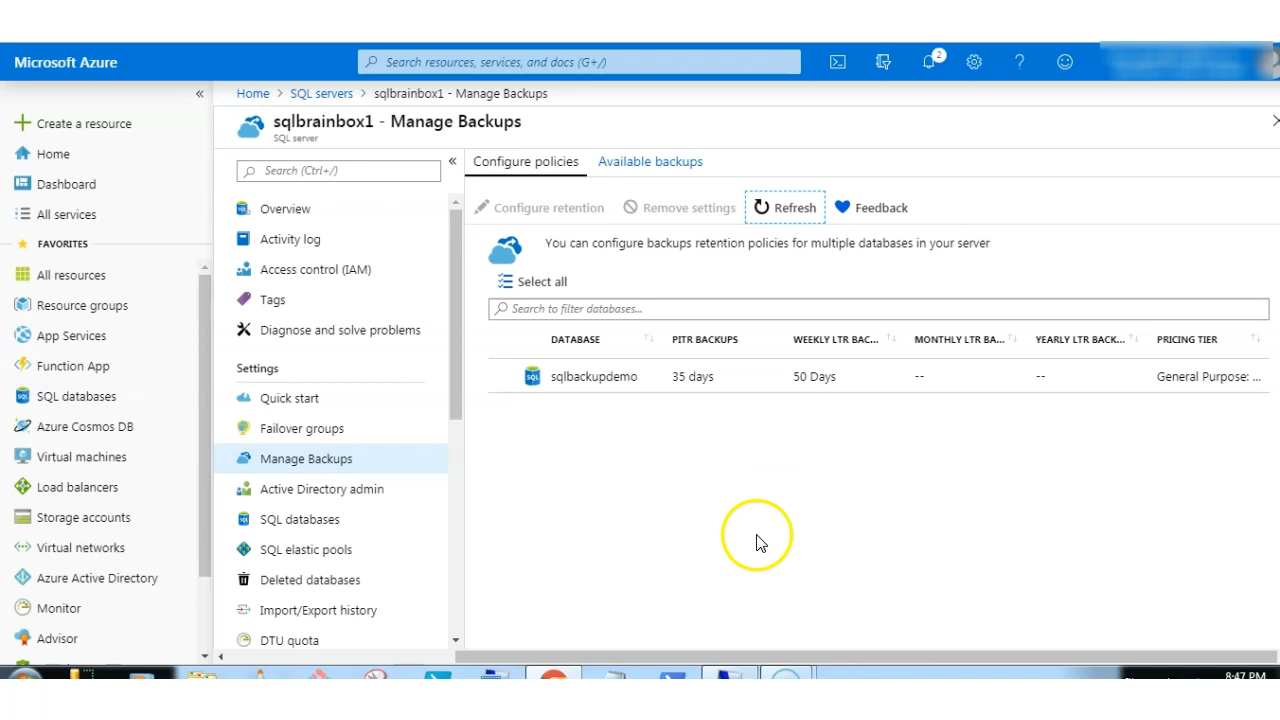 Microsoft Azure
Search resources, services, and docs (G+/)
2
«
Create a resource
Home
Dashboard
All services
FAVORITES
All resources
Resource groups
App Services
Function App
SQL databases
Azure Cosmos DB
Virtual machines
Load balancers
Storage accounts
Virtual networks
Azure Active Directory
Monitor
Advisor
Home > SQL servers > sqlbrainbox1 - Manage Backups
sqlbrainbox1 - Manage Backups
SQL server
Search (Ctrl+/)
«
Overview
Activity log
Access control (IAM)
Tags
Diagnose and solve problems
Settings
Quick start
Failover groups
Manage Backups
Active Directory admin
SQL databases
SQL elastic pools
Deleted databases
Import/Export history
DTU quota
Configure policies Available backups
Configure retention Remove settings Refresh Feedback
You can configure backups retention policies for multiple databases in your server
Select all
Search to filter databases...
DATABASE PITR BACKUPS WEEKLY LTR BAC... MONTHLY LTR BA... YEARLY LTR BACK... PRICING TIER
SQL sqlbackupdemo 35 days 50 Days -- -- General Purpose: ...
8:47 PM